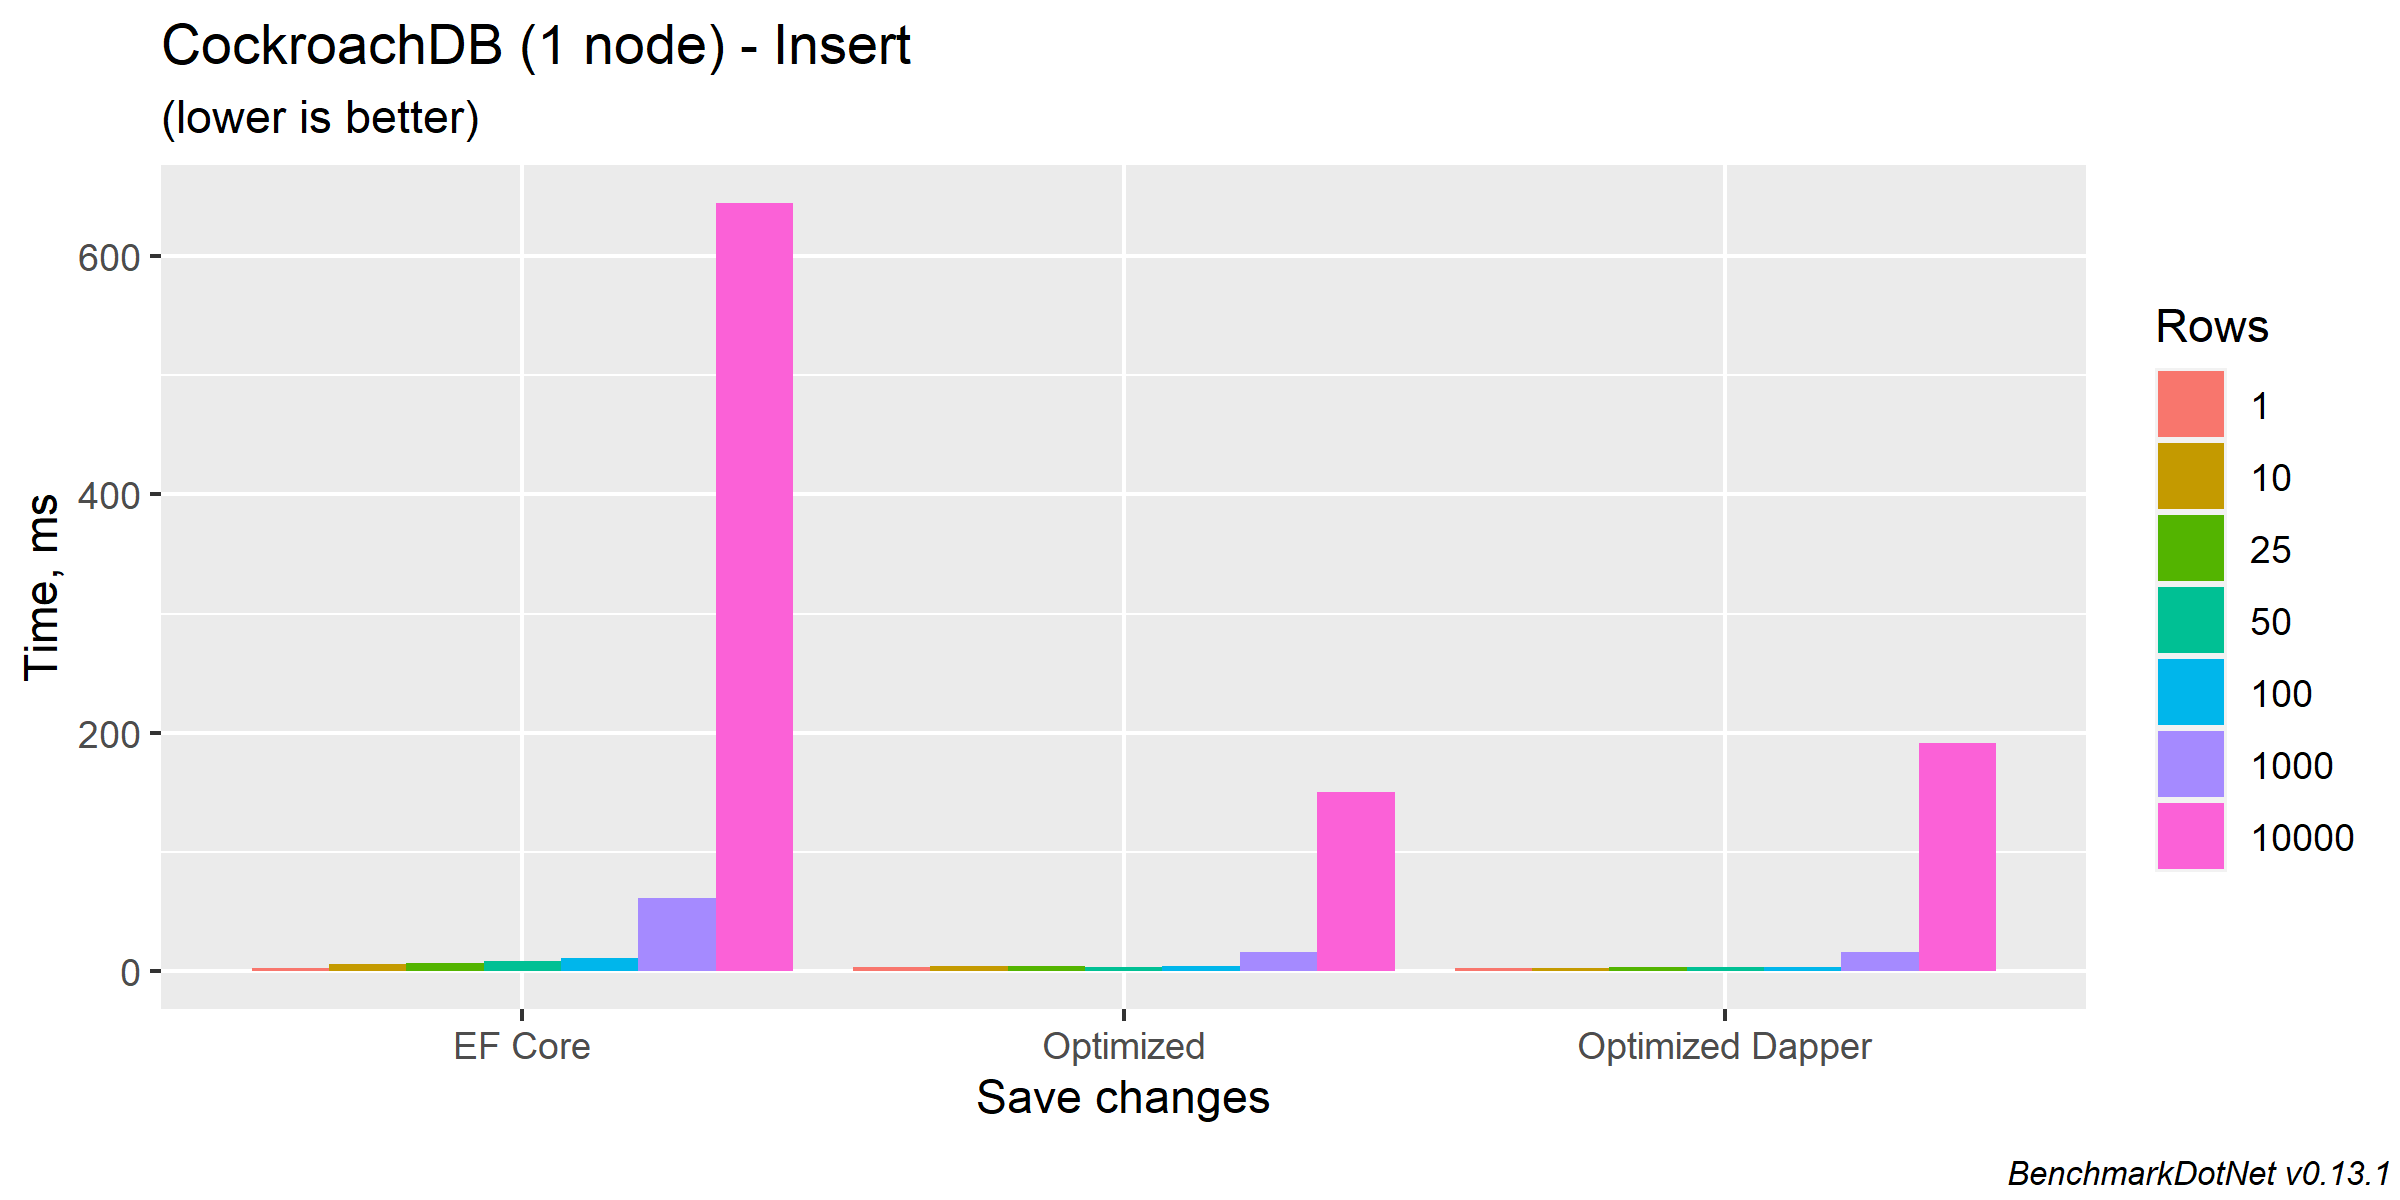 CockroachDB (1 node) - Insert
(lower is better)
Time, ms
600
400
200
0
EF Core
Optimized
Optimized Dapper
Save changes
Rows
1
10
25
50
100
1000
10000
BenchmarkDotNet v0.13.1